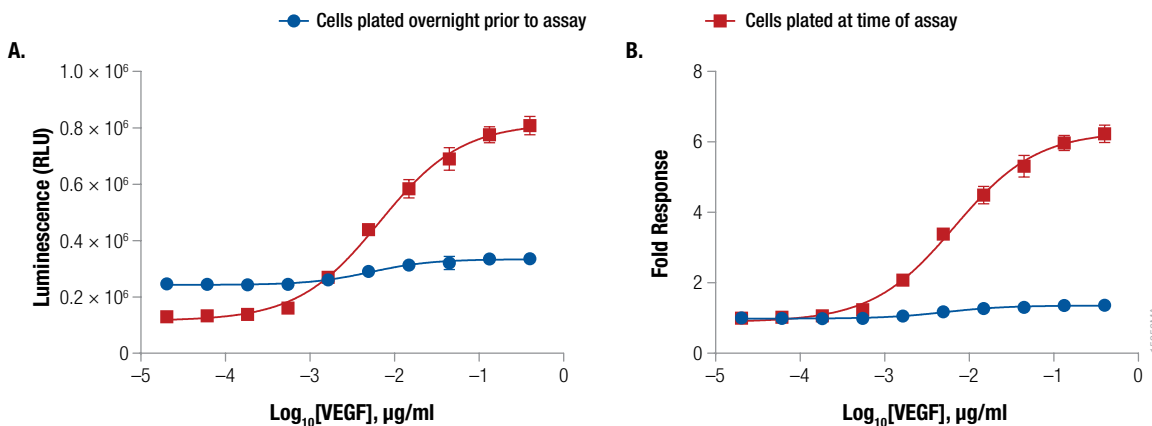 Cells plated overnight prior to assay
Cells plated at time of assay
A.
1.0 × 10⁶
0.8 × 10⁶
0.6 × 10⁶
0.4 × 10⁶
0.2 × 10⁶
0
Luminescence (RLU)
–5 –4 –3 –2 –1 0
Log₁₀[VEGF], µg/ml
B.
8
6
4
2
0
Fold Response
–5 –4 –3 –2 –1 0
Log₁₀[VEGF], µg/ml